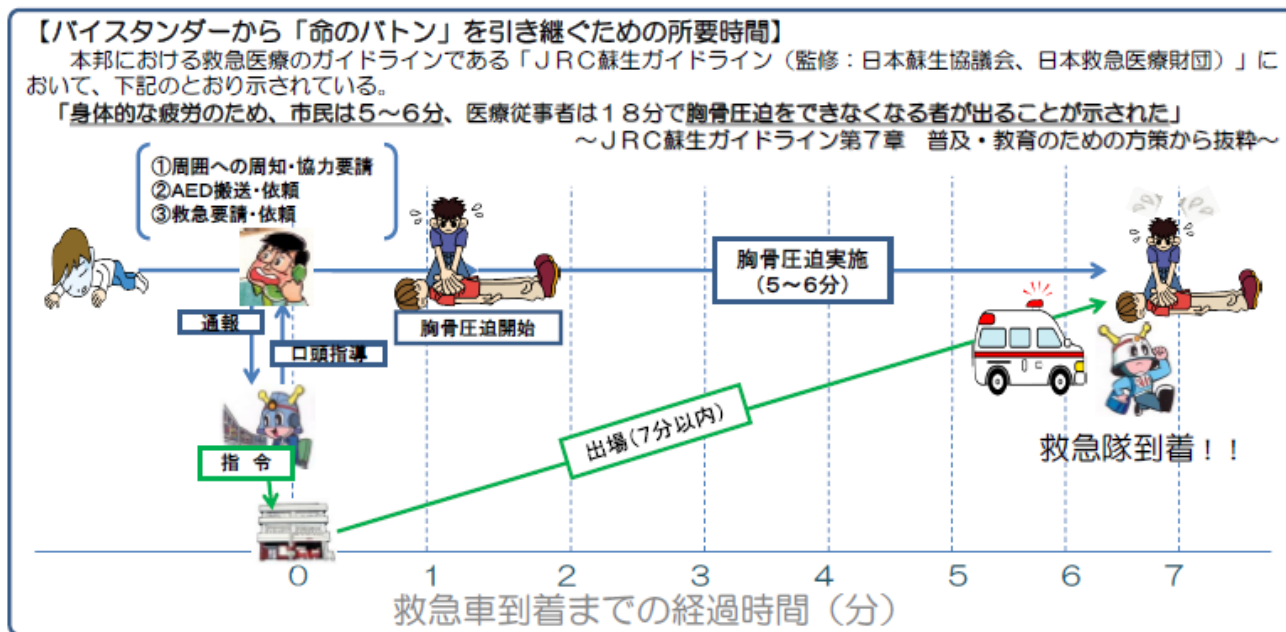 【バイスタンダーから「命のバトン」を引き継ぐための所要時間】
本邦における救急医療のガイドラインである「ＪＲＣ蘇生ガイドライン（監修：日本蘇生協議会、日本救急医療財団）」に
おいて、下記のとおり示されている。
「身体的な疲労のため、市民は５～６分、医療従事者は１８分で胸骨圧迫をできなくなる者が出ることが示された」
～ＪＲＣ蘇生ガイドライン第７章　普及・教育のための方策から抜粋～
①周囲への周知・協力要請
②AED搬送・依頼
③救急要請・依頼
胸骨圧迫実施
（５～６分）
通報
胸骨圧迫開始
口頭指導
出場（７分以内）
指 令
救急隊到着！！
０ １ ２ ３ ４ ５ ６ ７
救急車到着までの経過時間（分）